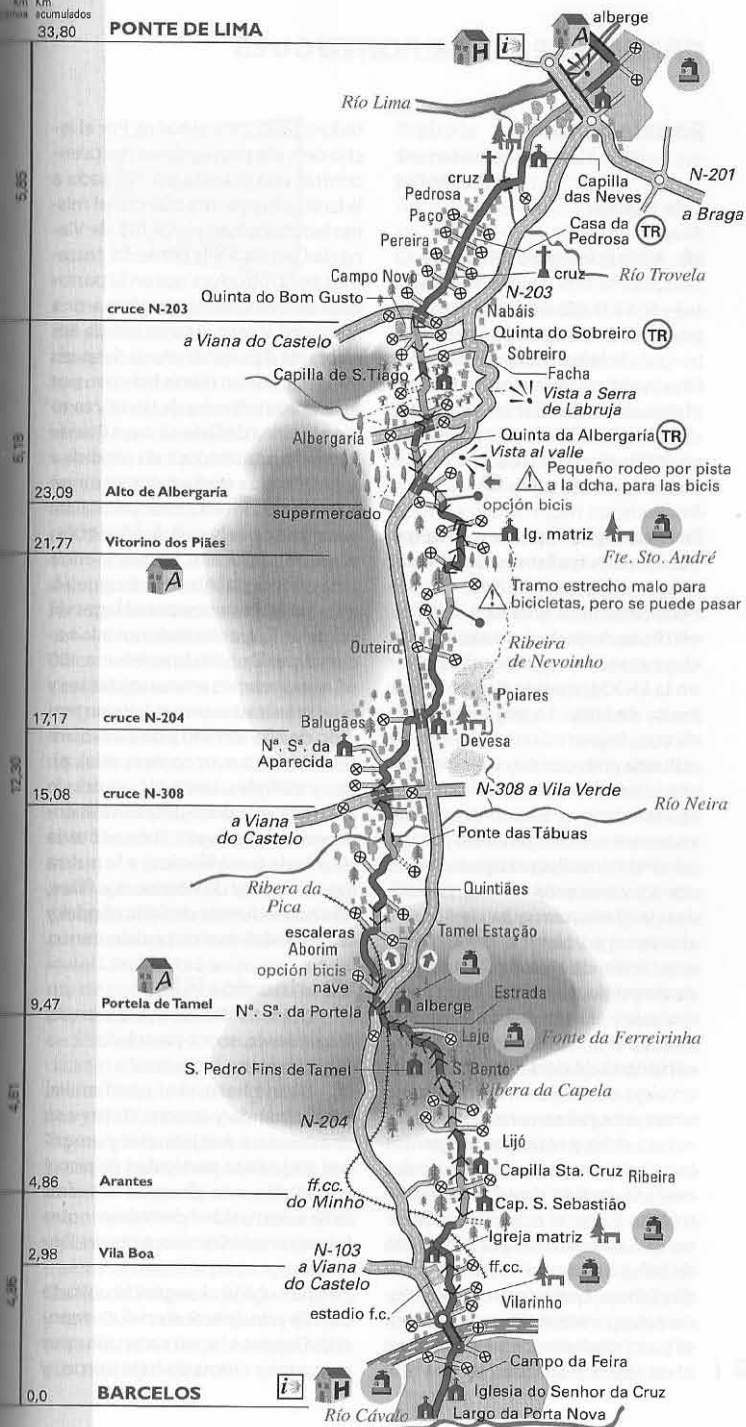 Km. Km.
acumulados
33,80 PONTE DE LIMA
alberge
H i A
Río Lima
5,85
cruz
Capilla
das Neves
N-201
a Braga
Pedrosa
Paço
Casa da
Pedrosa TR
Pereira
Campo Novo
cruz
Río Trovela
Quinta do Bom Gusto
N-203
cruce N-203
Nabáis
a Viana do Castelo
Quinta do Sobreiro TR
Sobreiro
Capilla de S.Tiago
Facha
Vista a Serra
de Labruja
Albergaría
Quinta da Albergaría TR
Vista al valle
Pequeño rodeo por pista
a la dcha. para las bicis
23,09 Alto de Albergaría
opción bicis
supermercado
Ig. matriz
21,77 Vitorino dos Piães
Fte. Sto. André
A
Tramo estrecho malo para
bicicletas, pero se puede pasar
Outeiro
Ribeira
de Nevoinho
Poiares
17,17 cruce N-204
Balugães
Devesa
Nª. Sª. da
Aparecida
12,30
15,08 cruce N-308
N-308 a Vila Verde
a Viana
do Castelo
Río Neira
Ponte das Tábuas
Quintiães
Ribera da
Pica
Tamel Estação
escaleras
Aborim
opción bicis
nave
A
9,47 Portela de Tamel
alberge
Estrada
Nª. Sª. da Portela
Laje
Fonte da Ferreirinha
S. Pedro Fins de Tamel
S. Bento
Ribera da Capela
4,61
N-204
Lijó
Capilla Sta. Cruz
Ribeira
4,86 Arantes
ff.cc.
do Minho
Cap. S. Sebastião
Igreja matriz
2,98 Vila Boa
N-103
a Viana
do Castelo
ff.cc.
4,86
estadio f.c.
Vilarinho
Campo da Feira
0,0 BARCELOS
i H
Iglesia do Senhor da Cruz
Largo da Porta Nova
Río Cávalo